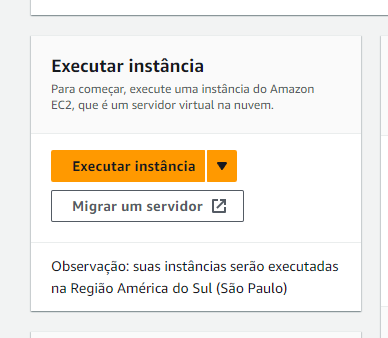 Executar instância
Para começar, execute uma instância do Amazon
EC2, que é um servidor virtual na nuvem.
Executar instância
Migrar um servidor
Observação: suas instâncias serão executadas
na Região América do Sul (São Paulo)